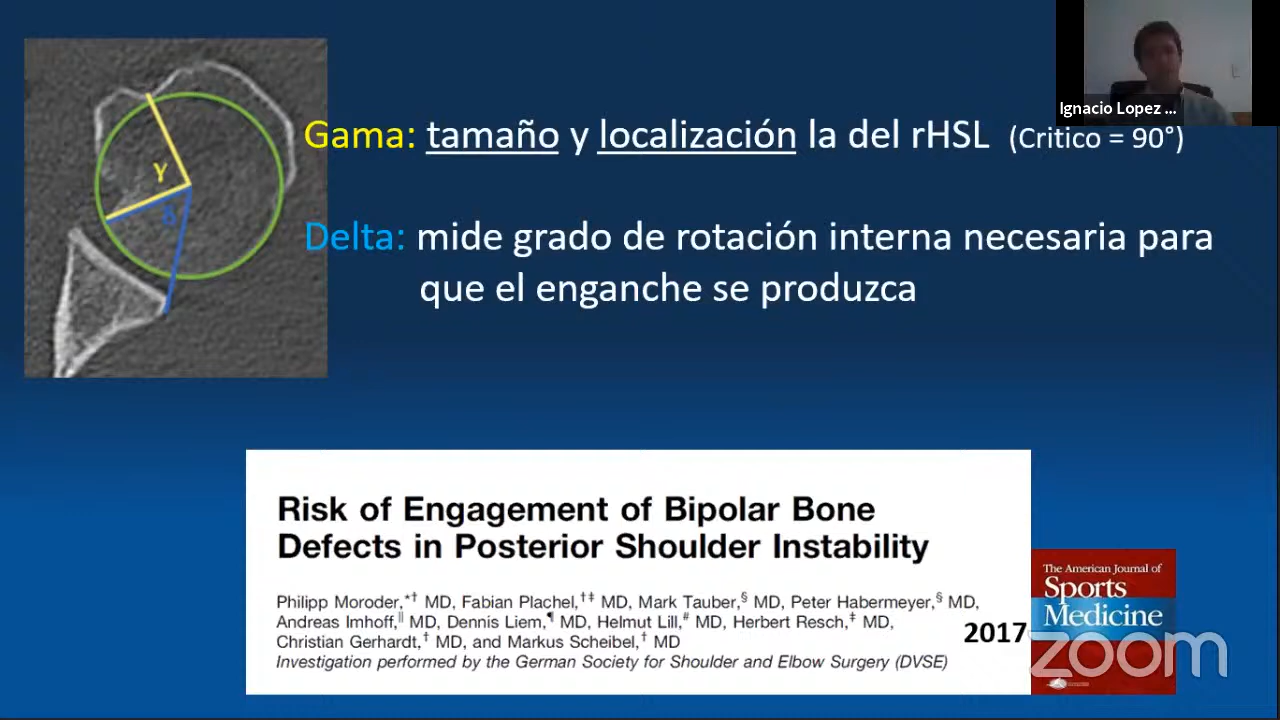 Ignacio Lopez ...
Gama: tamaño y localización la del rHSL (Critico = 90°)
γ
δ
Delta: mide grado de rotación interna necesaria para
que el enganche se produzca
Risk of Engagement of Bipolar Bone
Defects in Posterior Shoulder Instability
Philipp Moroder,*† MD, Fabian Plachel,†‡ MD, Mark Tauber,§ MD, Peter Habermeyer,§ MD,
Andreas Imhoff,|| MD, Dennis Liem,¶ MD, Helmut Lill,# MD, Herbert Resch,‡ MD,
Christian Gerhardt,† MD, and Markus Scheibel,† MD
Investigation performed by the German Society for Shoulder and Elbow Surgery (DVSE)
2017
The American Journal of
Sports
Medicine
zoom